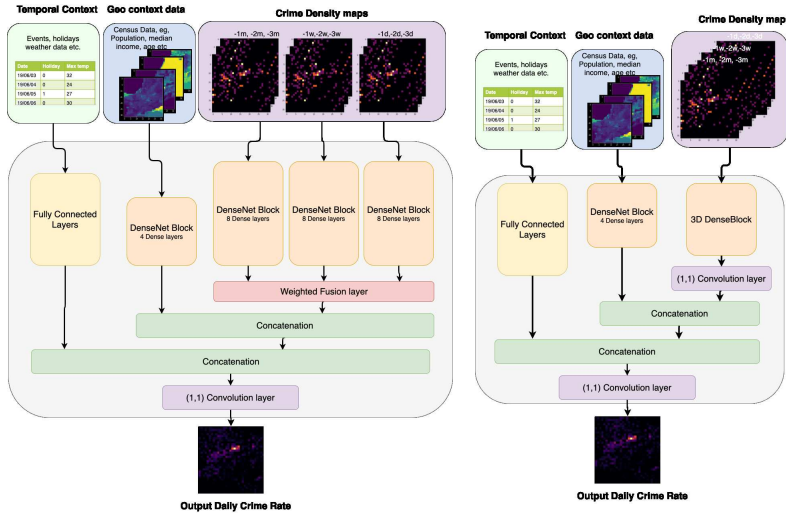 Temporal Context
Geo context data
Crime Density maps
Events, holidays
weather data etc.
Date Holiday Max temp
19/06/03 0 32
19/06/04 0 24
19/06/05 1 27
19/06/06 0 30
Census Data, eg,
Population, median
income, age etc
-1m, -2m, -3m
-1w,-2w,-3w
-1d,-2d,-3d
Fully Connected
Layers
DenseNet Block
4 Dense layers
DenseNet Block
8 Dense layers
DenseNet Block
8 Dense layers
DenseNet Block
8 Dense layers
Weighted Fusion layer
Concatenation
Concatenation
(1,1) Convolution layer
Output Daily Crime Rate
Temporal Context
Geo context data
Crime Density map
Events, holidays
weather data etc.
Date Holiday Max temp
19/06/03 0 32
19/06/04 0 24
19/06/05 1 27
19/06/06 0 30
Census Data, eg,
Population, median
income, age etc
-1d,-2d,-3d
-1w,-2w,-3w
-1m, -2m, -3m
Fully Connected
Layers
DenseNet Block
4 Dense layers
3D DenseBlock
(1,1) Convolution layer
Concatenation
Concatenation
(1,1) Convolution layer
Output Daily Crime Rate